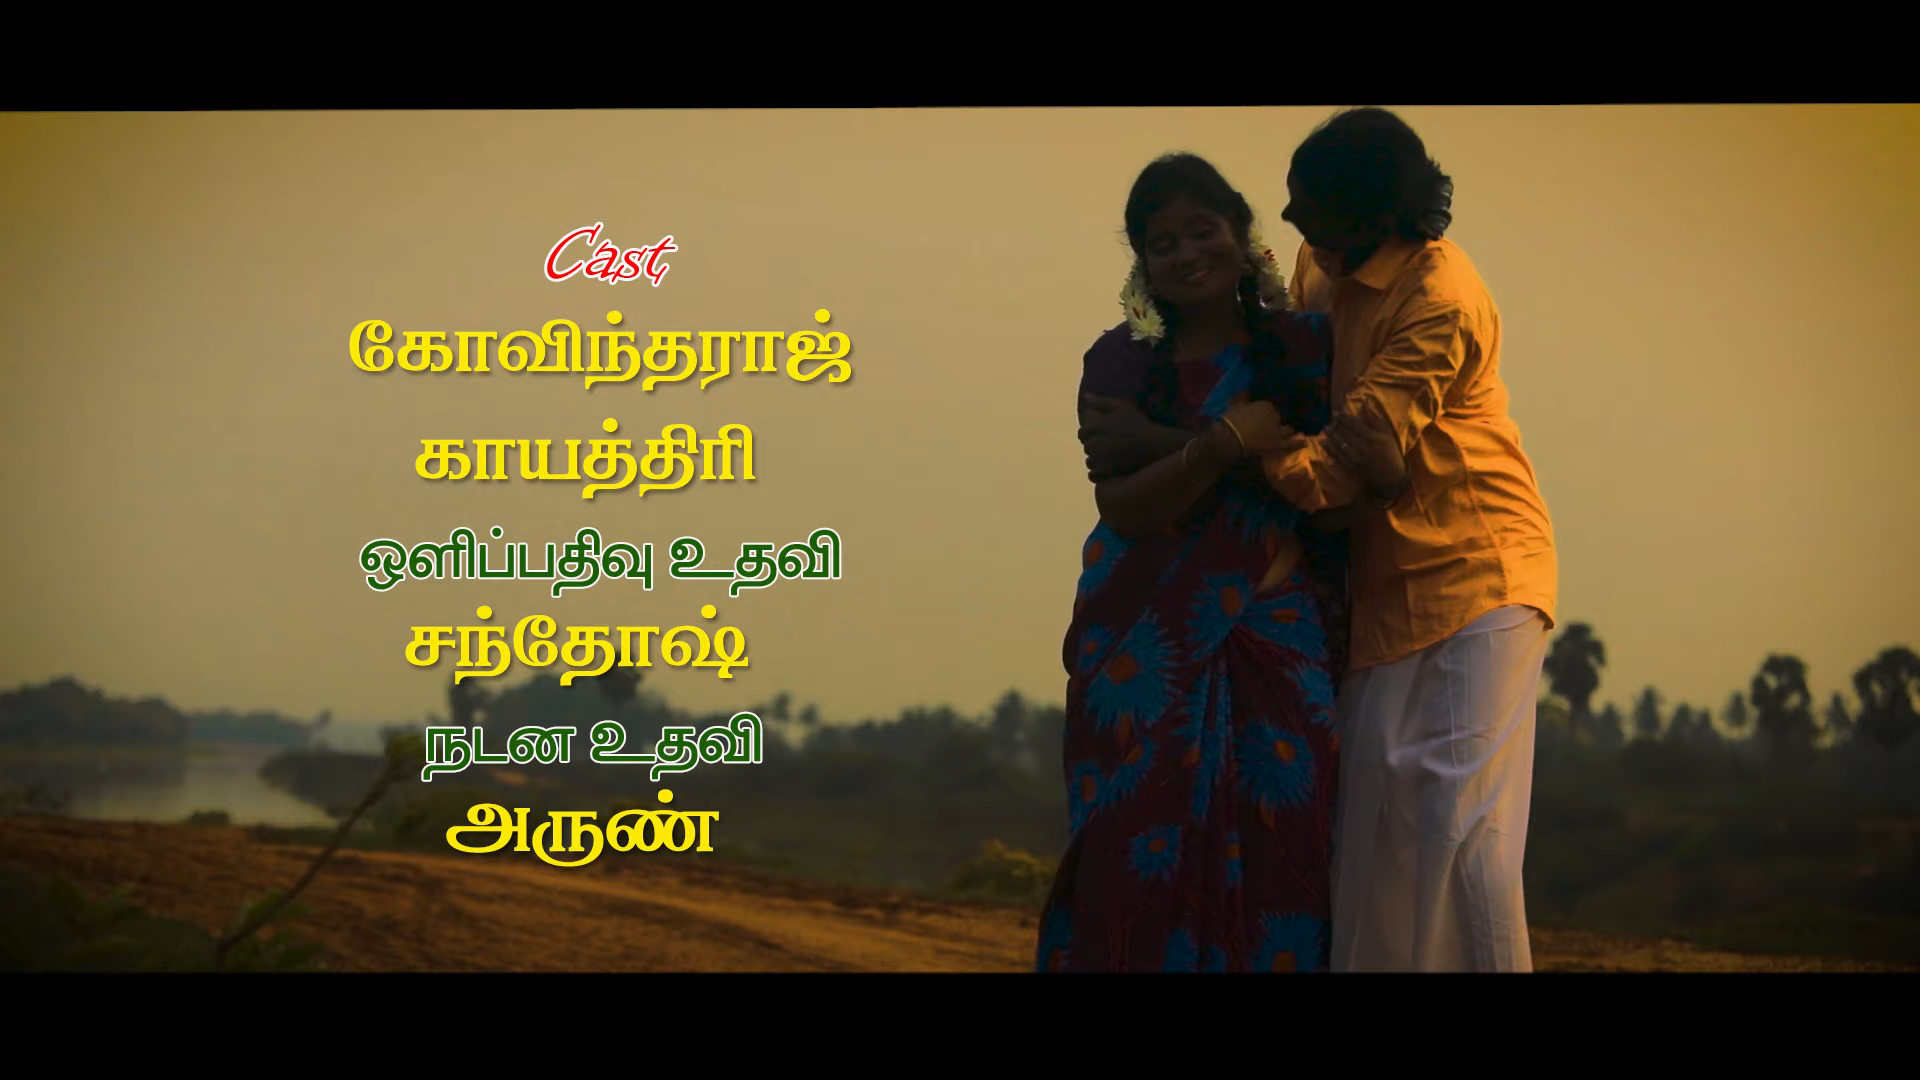 Cast
கோவிந்தராஜ்
காயத்திரி
ஒளிப்பதிவு உதவி
சந்தோஷ்
நடன உதவி
அருண்